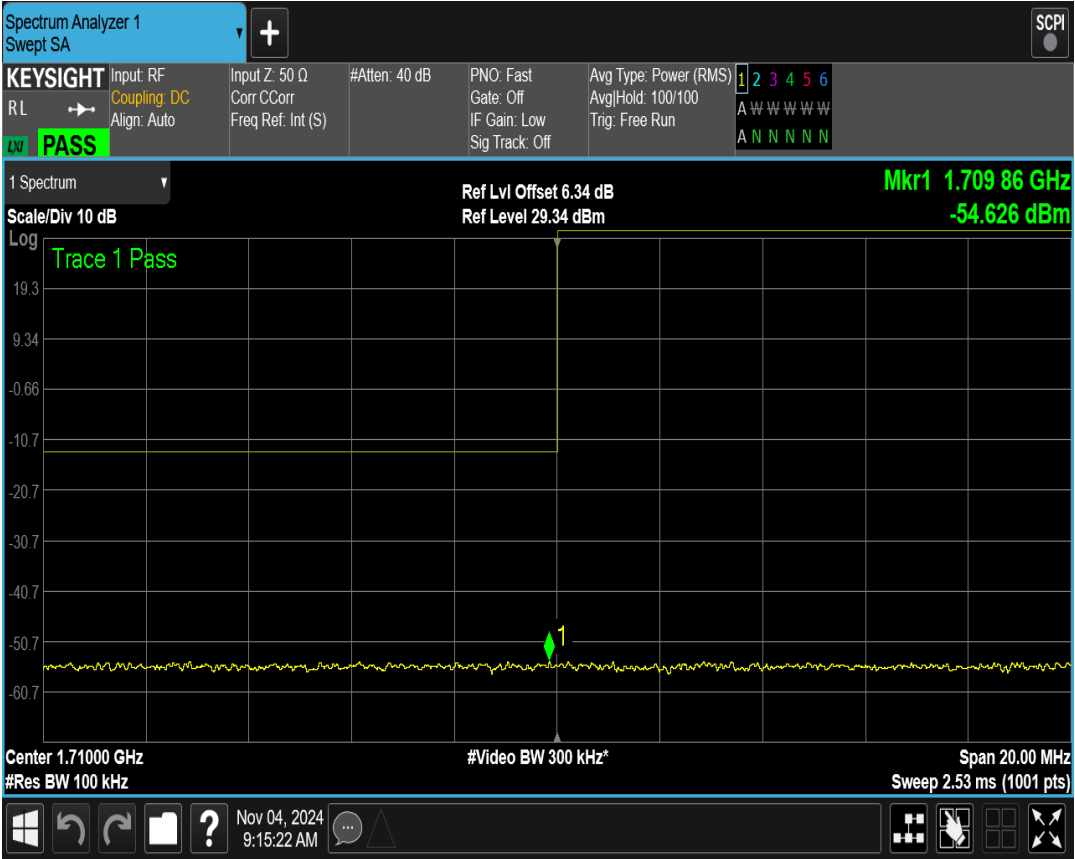 Spectrum Analyzer 1
Swept SA
+
SCPI
KEYSIGHT
RL
LXI
PASS
Input: RF
Coupling: DC
Align: Auto
Input Z: 50 Ω
Corr CCorr
Freq Ref: Int (S)
#Atten: 40 dB
PNO: Fast
Gate: Off
IF Gain: Low
Sig Track: Off
Avg Type: Power (RMS)
Avg|Hold: 100/100
Trig: Free Run
1 2 3 4 5 6
A W W W W W
A N N N N N
1 Spectrum
Scale/Div 10 dB
Ref Lvl Offset 6.34 dB
Ref Level 29.34 dBm
Mkr1 1.709 86 GHz
-54.626 dBm
Log
Trace 1 Pass
19.3
9.34
-0.66
-10.7
-20.7
-30.7
-40.7
-50.7
-60.7
1
Center 1.71000 GHz
#Res BW 100 kHz
#Video BW 300 kHz*
Span 20.00 MHz
Sweep 2.53 ms (1001 pts)
?
Nov 04, 2024
9:15:22 AM